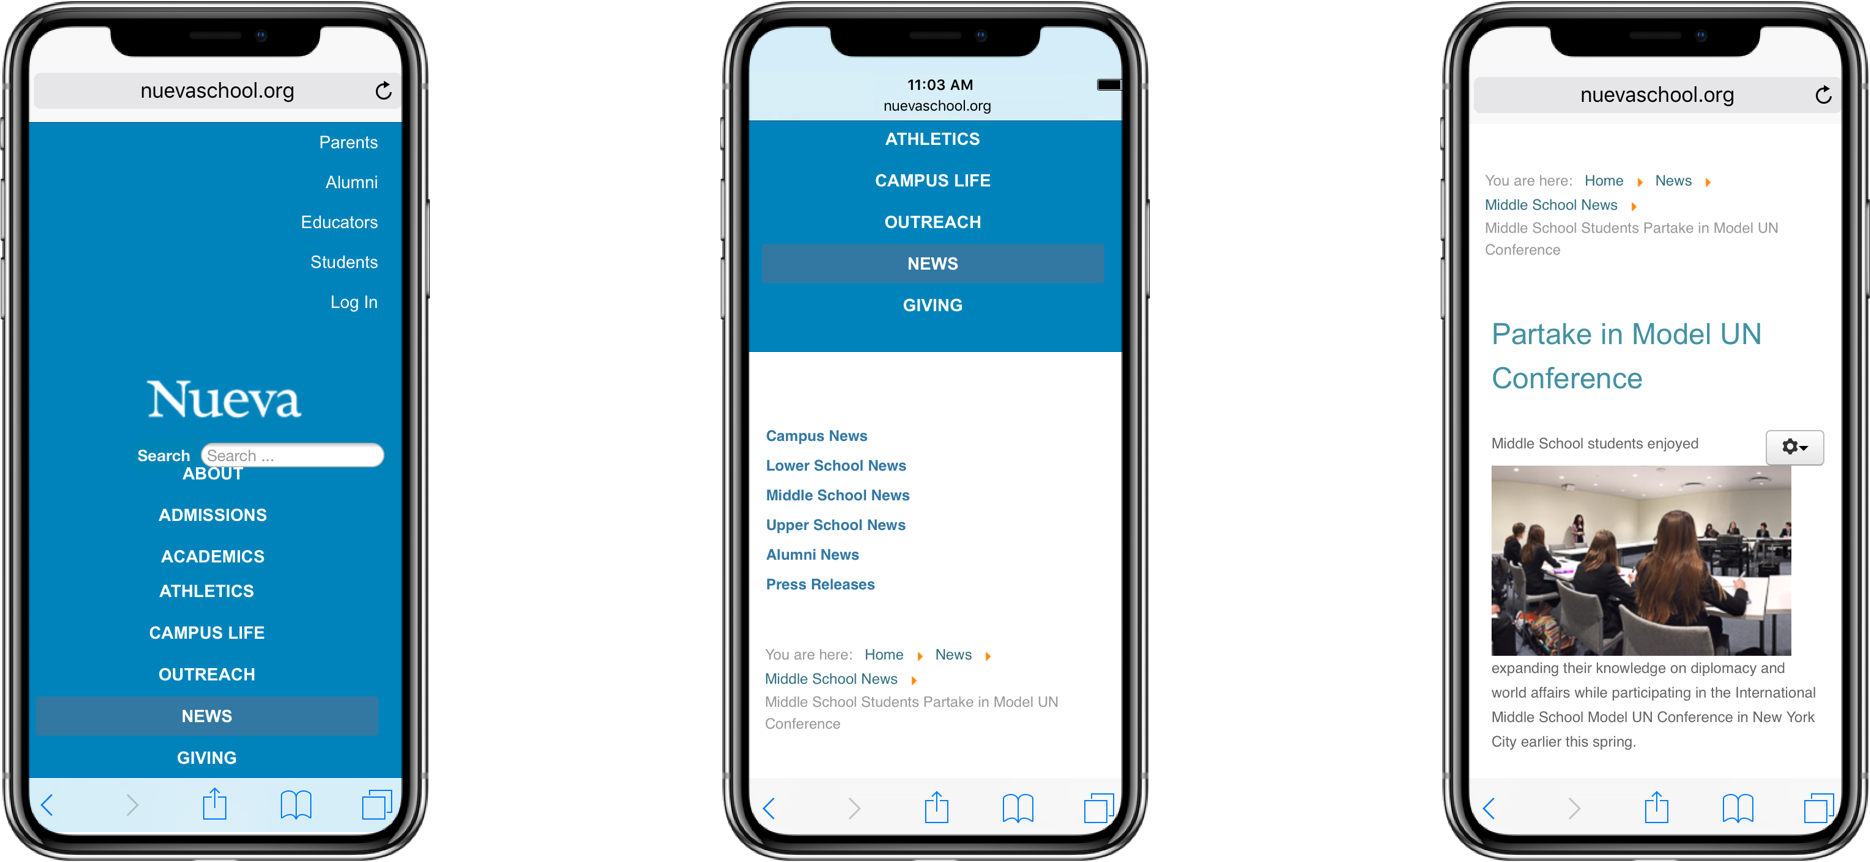 nuevaschool.org
Parents
Alumni
Educators
Students
Log In
Nueva
Search Search ...
ABOUT
ADMISSIONS
ACADEMICS
ATHLETICS
CAMPUS LIFE
OUTREACH
NEWS
GIVING
11:03 AM
nuevaschool.org
ATHLETICS
CAMPUS LIFE
OUTREACH
NEWS
GIVING
Campus News
Lower School News
Middle School News
Upper School News
Alumni News
Press Releases
You are here: Home News
Middle School News
Middle School Students Partake in Model UN
Conference
nuevaschool.org
You are here: Home News
Middle School News
Middle School Students Partake in Model UN
Conference
Partake in Model UN
Conference
Middle School students enjoyed
expanding their knowledge on diplomacy and
world affairs while participating in the International
Middle School Model UN Conference in New York
City earlier this spring.